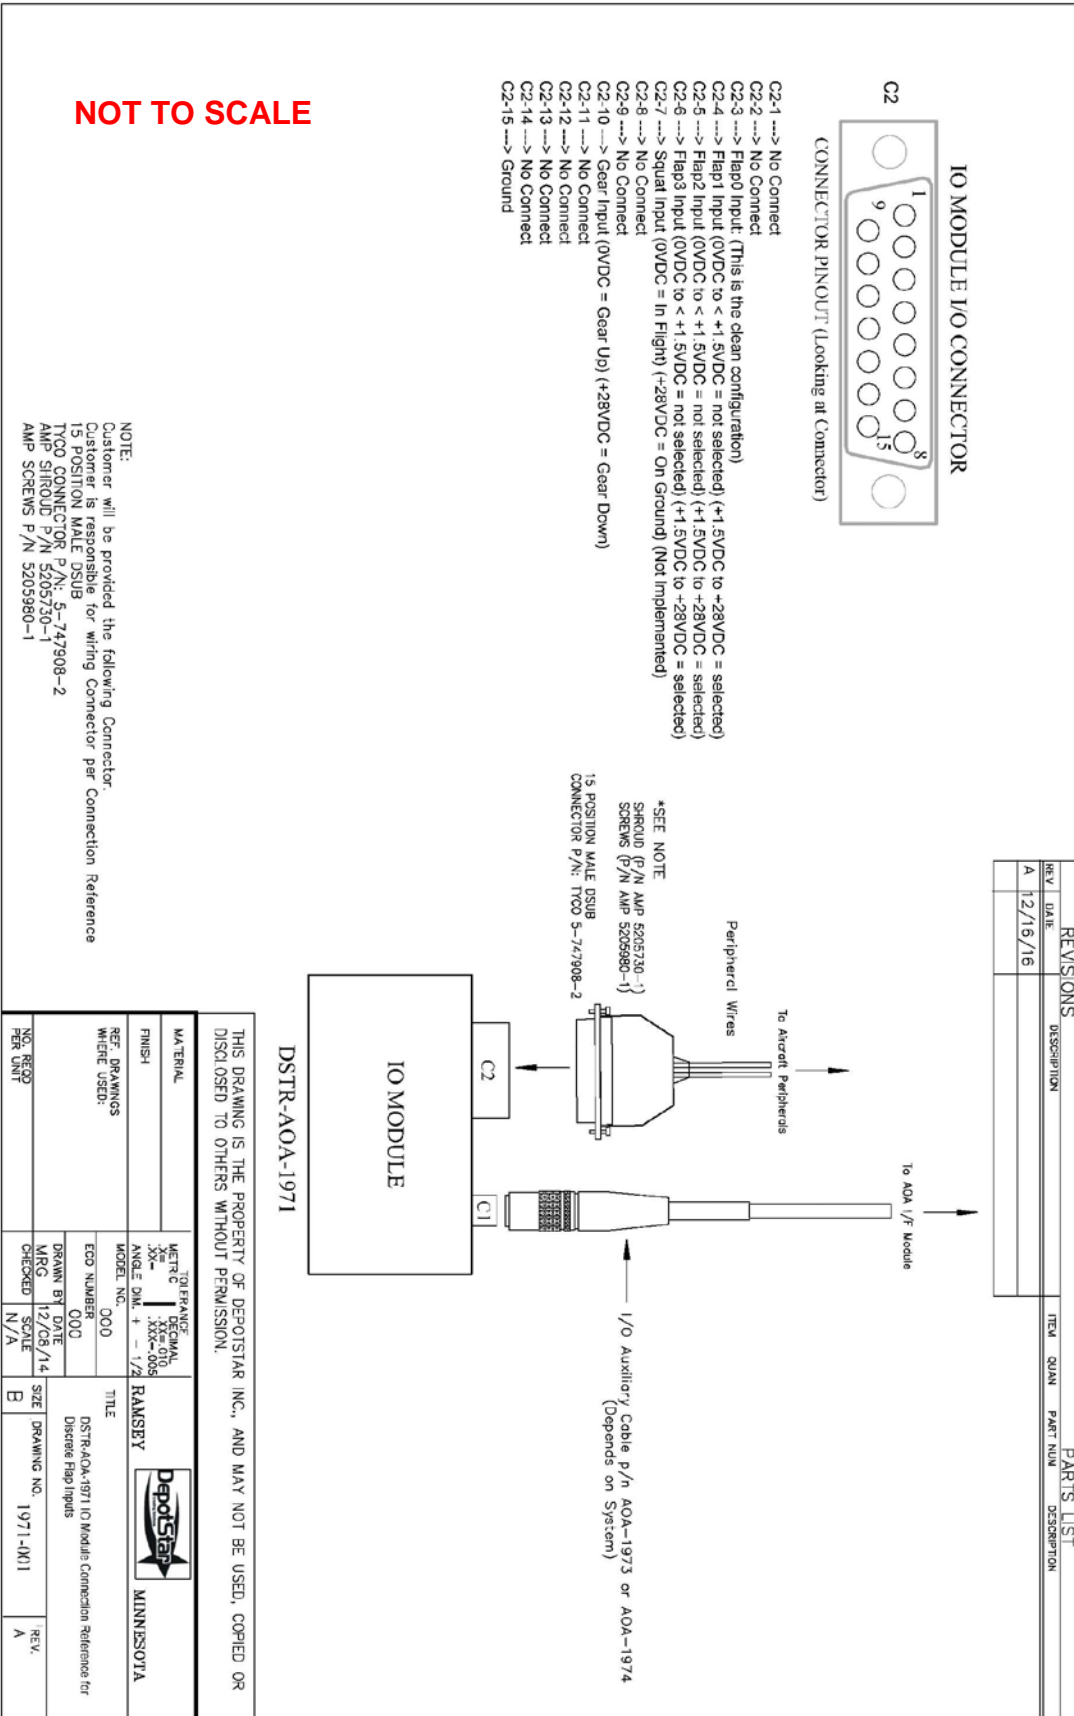 NOT TO SCALE
IO MODULE I/O CONNECTOR
C2
1
8
9
15
CONNECTOR PINOUT (Looking at Connector)
C2-1 ---> No Connect
C2-2 ---> No Connect
C2-3 ---> Flap0 Input: (This is the clean configuration)
C2-4 ---> Flap1 Input (0VDC to < +1.5VDC = not selected) (+1.5VDC to +28VDC = selected)
C2-5 ---> Flap2 Input (0VDC to < +1.5VDC = not selected) (+1.5VDC to +28VDC = selected)
C2-6 ---> Flap3 Input (0VDC to < +1.5VDC = not selected) (+1.5VDC to +28VDC = selected)
C2-7 ---> Squat Input (0VDC = In Flight) (+28VDC = On Ground) (Not Implemented)
C2-8 ---> No Connect
C2-9 ---> No Connect
C2-10 ---> Gear Input (0VDC = Gear Up) (+28VDC = Gear Down)
C2-11 ---> No Connect
C2-12 ---> No Connect
C2-13 ---> No Connect
C2-14 ---> No Connect
C2-15 ---> Ground
NOTE:
Customer will be provided the following Connector.
Customer is responsible for wiring Connector per Connection Reference
15 POSITION MALE DSUB
TYCO CONNECTOR P/N: 5-747908-2
AMP SHROUD P/N 5205730-1
AMP SCREWS P/N 5205980-1
REVISIONS
REV DATE DESCRIPTION
A 12/16/16
PARTS LIST
ITEM QUAN PART NUM DESCRIPTION
To AOA I/F Module
To Aircraft Peripherals
Peripheral Wires
*SEE NOTE
SHROUD (P/N AMP 5205730-1)
SCREWS (P/N AMP 5205980-1)
15 POSITION MALE DSUB
CONNECTOR P/N: TYCO 5-747908-2
I/O Auxiliary Cable p/n AOA-1973 or AOA-1974
(Depends on System)
C2
C1
IO MODULE
DSTR-AOA-1971
THIS DRAWING IS THE PROPERTY OF DEPOTSTAR INC., AND MAY NOT BE USED, COPIED OR
DISCLOSED TO OTHERS WITHOUT PERMISSION.
MATERIAL
FINISH
REF. DRAWINGS
WHERE USED:
NO. REQD
PER UNIT
TOLERANCE
METRIC DECIMAL
.X= .XX=.010
.XX= .XXX=.005
ANGLE DIM. + - 1/2
MODEL NO.
000
ECO NUMBER
000
DRAWN BY DATE
MRG 12/08/14
CHECKED SCALE
N/A
RAMSEY DepotStar MINNESOTA
TITLE
DSTR-AOA-1971 IO Module Connection Reference for
Discrete Flap Inputs
SIZE DRAWING NO. REV.
B 1971-001 A